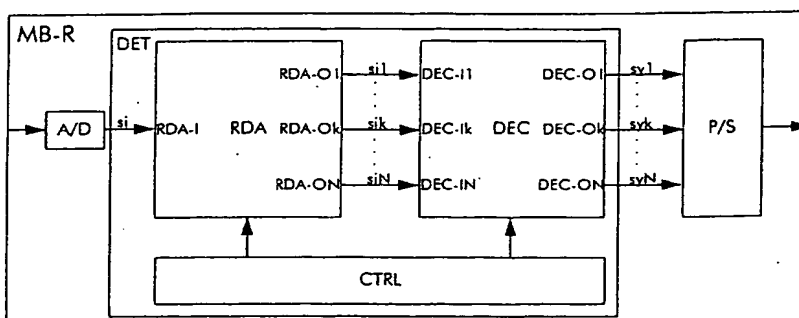 MB-R
DET
RDA-O1 si1 DEC-I1 DEC-O1 sy1
A/D si RDA-I RDA RDA-Ok sik DEC-Ik DEC DEC-Ok syk P/S
RDA-ON siN DEC-IN DEC-ON syN
CTRL